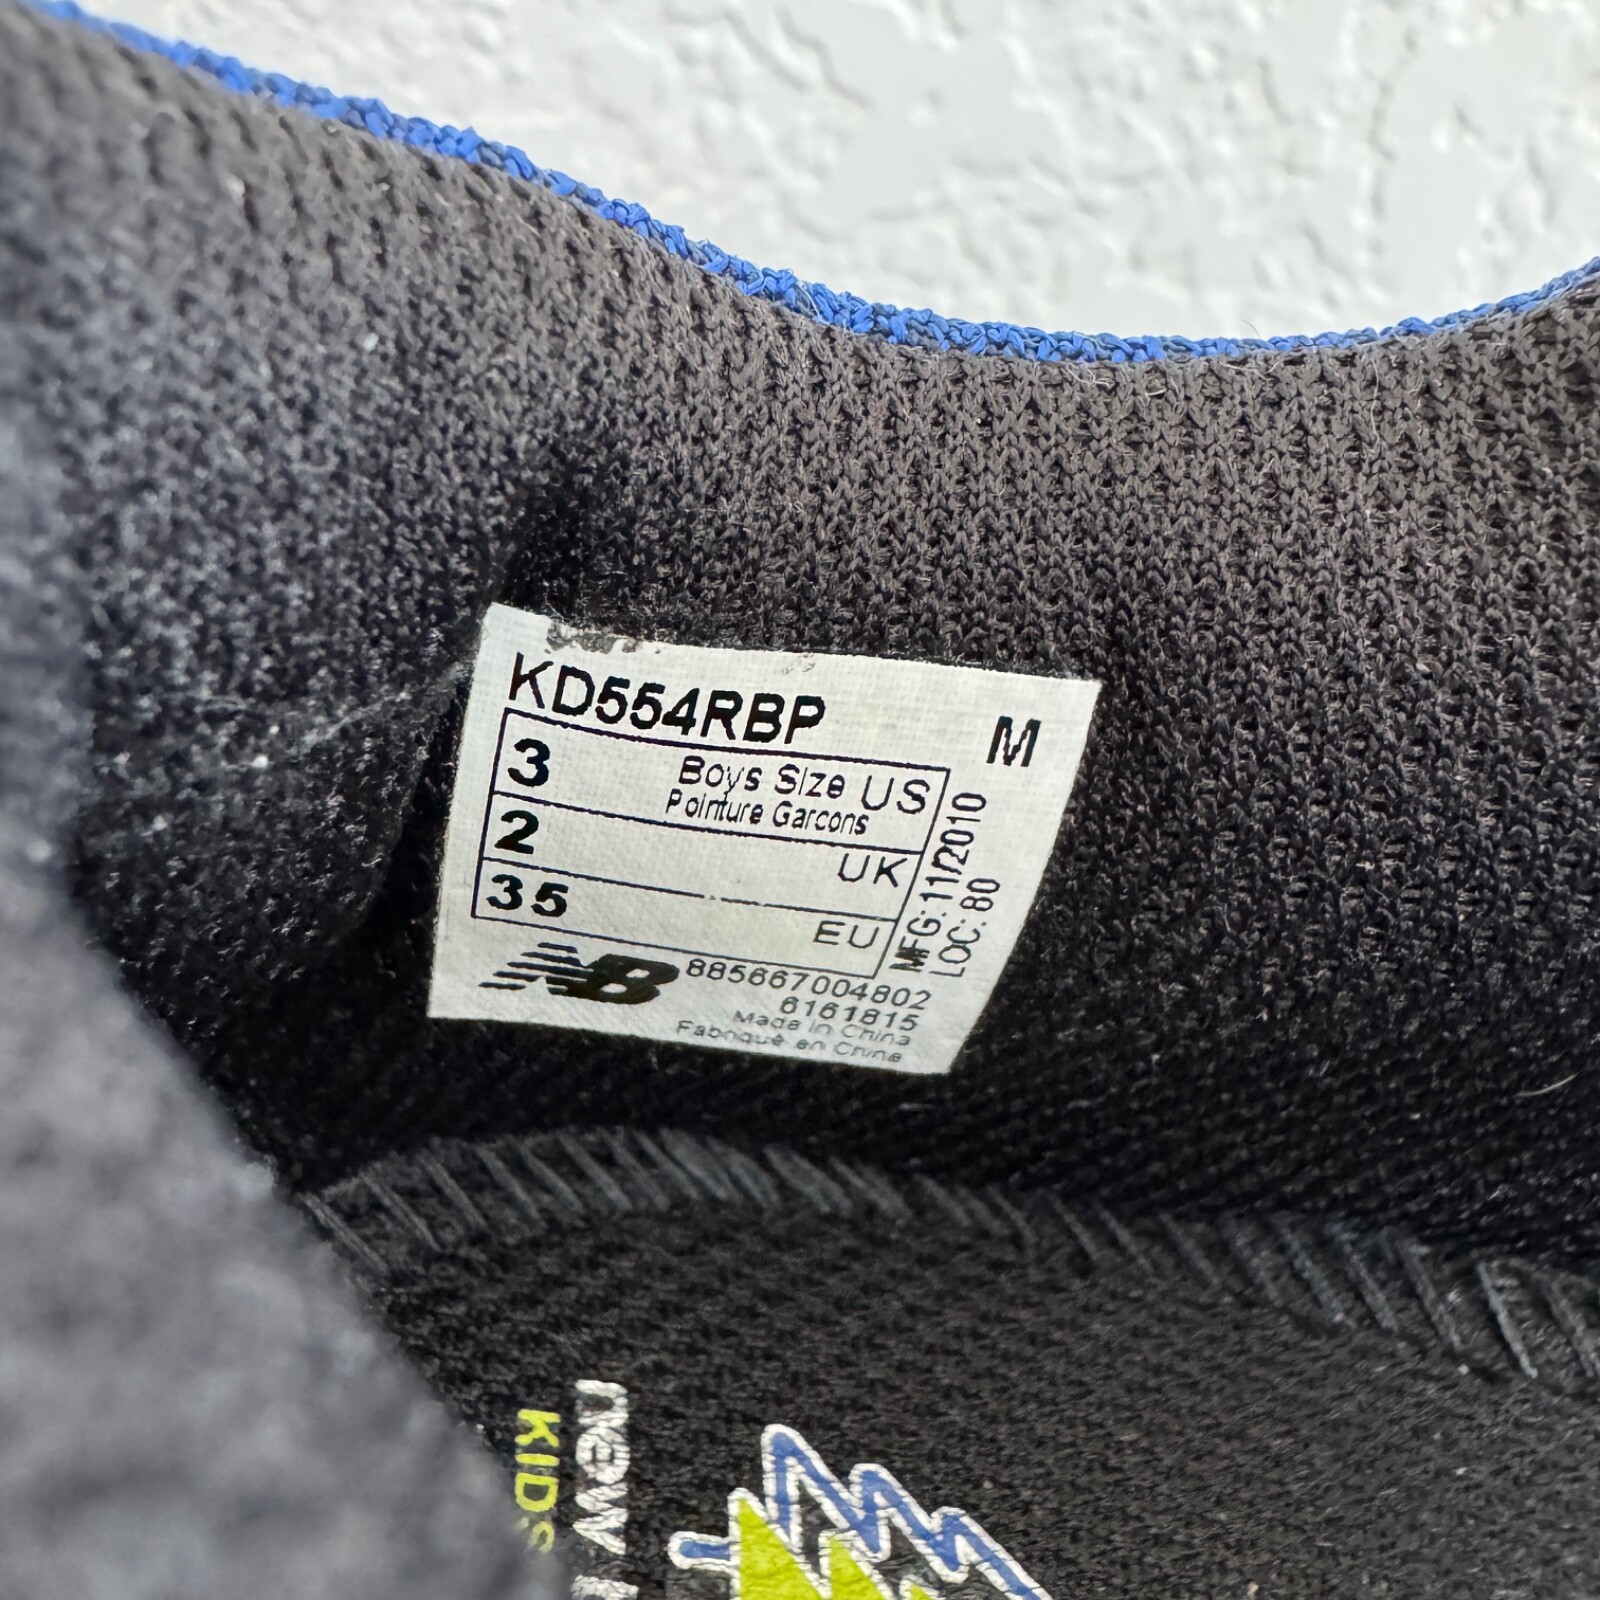 KD554RBP M
3 Boys Size US
Pointure Garcons
2 UK
35 EU
MFG: 11/2010
LOC: 80
NB 885667004802
6161815
Made in China
Fabriqué en Chine
new
KIDS